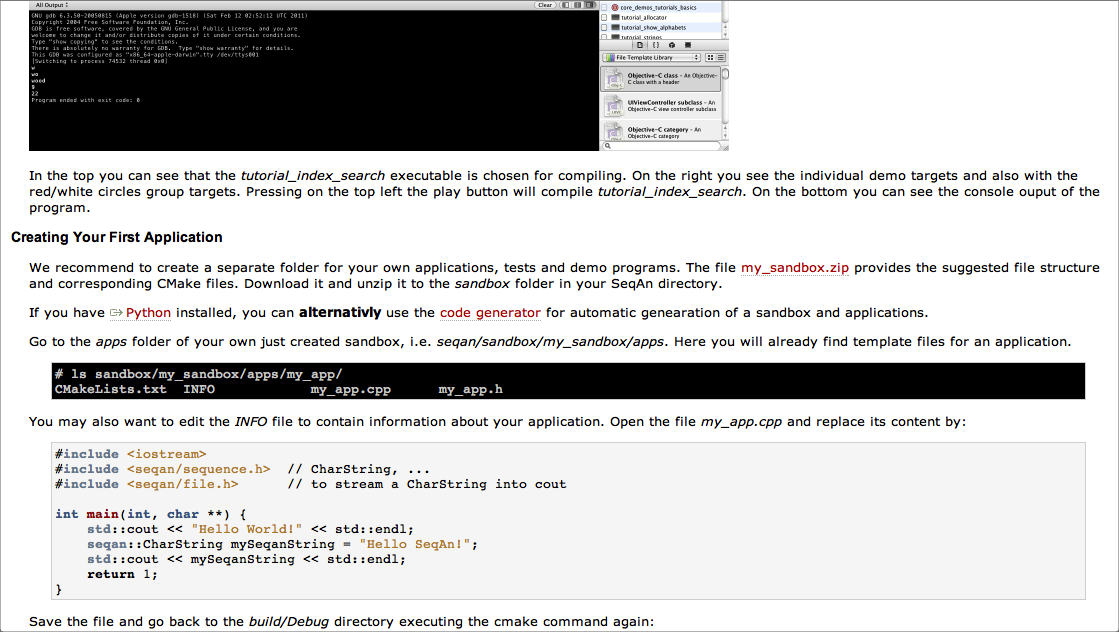 All Output
Clear
GNU gdb 6.3.50-20050815 (Apple version gdb-1518) (Sat Feb 12 02:52:12 UTC 2011)
Copyright 2004 Free Software Foundation, Inc.
GDB is free software, covered by the GNU General Public License, and you are
welcome to change it and/or distribute copies of it under certain conditions.
Type "show copying" to see the conditions.
There is absolutely no warranty for GDB.  Type "show warranty" for details.
This GDB was configured as "x86_64-apple-darwin".tty /dev/ttys001
[Switching to process 74532 thread 0x0]
w
wo
wood
9
22
Program ended with exit code: 0
core_demos_tutorials_basics
tutorial_allocator
tutorial_show_alphabets
tutorial_strings
File Template Library
Objective-C class - An Objective-
C class with a header
UIViewController subclass - An
Objective-C view controller subclass
Objective-C category - An
Objective-C category
In the top you can see that the tutorial_index_search executable is chosen for compiling. On the right you see the individual demo targets and also with the
red/white circles group targets. Pressing on the top left the play button will compile tutorial_index_search. On the bottom you can see the console ouput of the
program.
Creating Your First Application
We recommend to create a separate folder for your own applications, tests and demo programs. The file my_sandbox.zip provides the suggested file structure
and corresponding CMake files. Download it and unzip it to the sandbox folder in your SeqAn directory.
If you have Python installed, you can alternativly use the code generator for automatic genearation of a sandbox and applications.
Go to the apps folder of your own just created sandbox, i.e. seqan/sandbox/my_sandbox/apps. Here you will already find template files for an application.
# ls sandbox/my_sandbox/apps/my_app/
CMakeLists.txt  INFO            my_app.cpp      my_app.h
You may also want to edit the INFO file to contain information about your application. Open the file my_app.cpp and replace its content by:
#include <iostream>
#include <seqan/sequence.h>  // CharString, ...
#include <seqan/file.h>      // to stream a CharString into cout
int main(int, char **) {
    std::cout << "Hello World!" << std::endl;
    seqan::CharString mySeqanString = "Hello SeqAn!";
    std::cout << mySeqanString << std::endl;
    return 1;
}
Save the file and go back to the build/Debug directory executing the cmake command again: